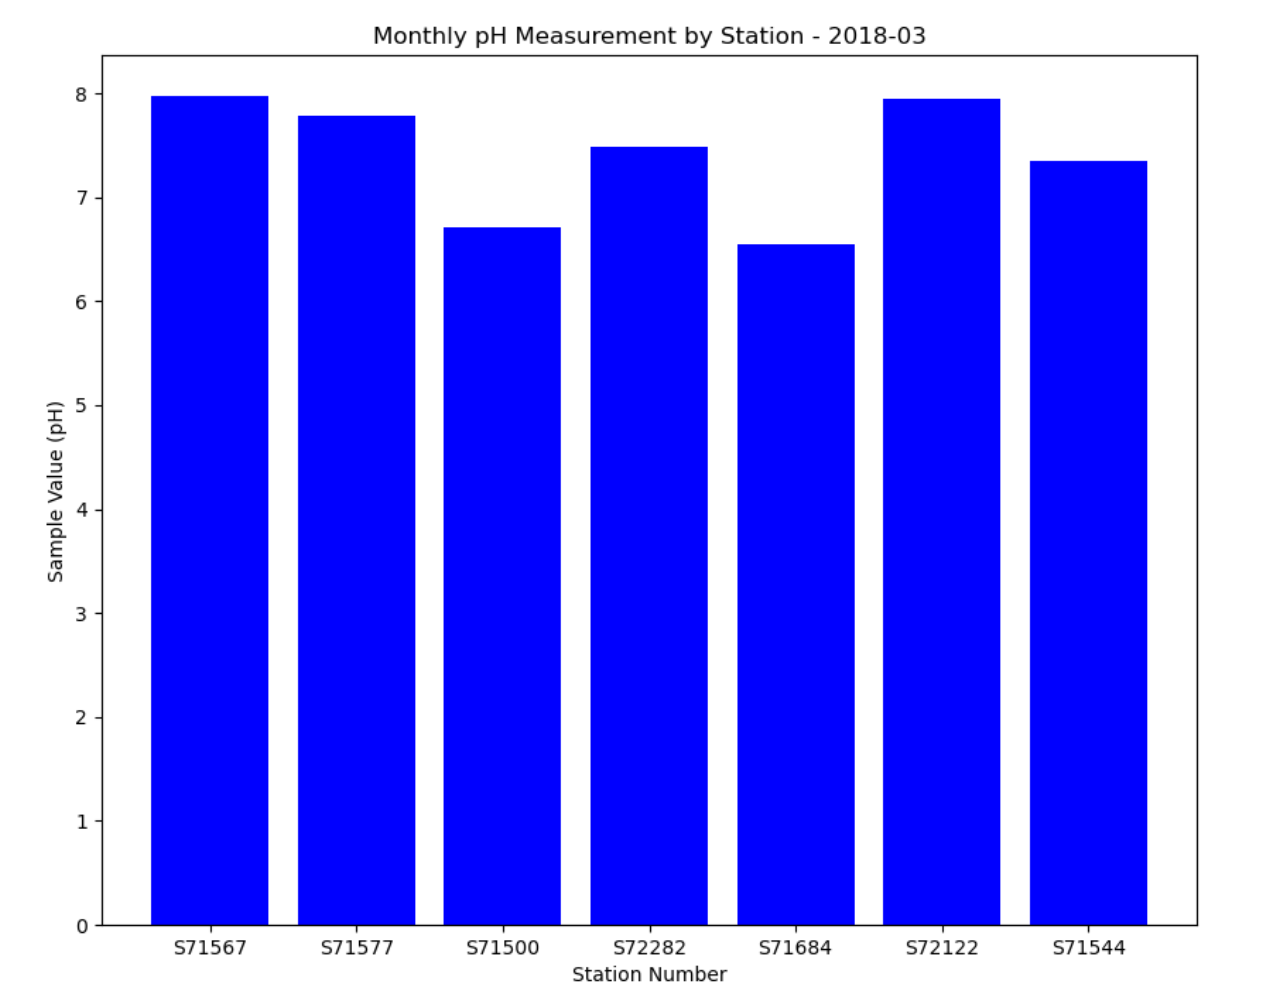 Monthly pH Measurement by Station - 2018-03
8
7
6
5
4
3
2
1
0
Sample Value (pH)
S71567 S71577 S71500 S72282 S71684 S72122 S71544
Station Number